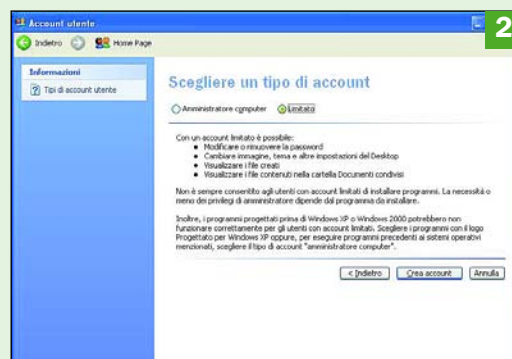 Account utente
2
Indietro Home Page
Informazioni
Tipi di account utente
Scegliere un tipo di account
Amministratore computer Limitato
Con un account limitato è possibile:
• Modificare o rimuovere la password
• Cambiare immagine, tema e altre impostazioni del Desktop
• Visualizzare i file creati
• Visualizzare i file contenuti nella cartella Documenti condivisi
Non è sempre consentito agli utenti con account limitati di installare programmi. La necessità o
meno dei privilegi di amministratore dipende dal programma da installare.
Inoltre, i programmi progettati prima di Windows XP o Windows 2000 potrebbero non
funzionare correttamente per gli utenti con account limitati. Scegliere i programmi con il logo
Progettato per Windows XP oppure, per eseguire programmi precedenti ai sistemi operativi
menzionati, scegliere il tipo di account "amministratore computer".
< Indietro Crea account Annulla